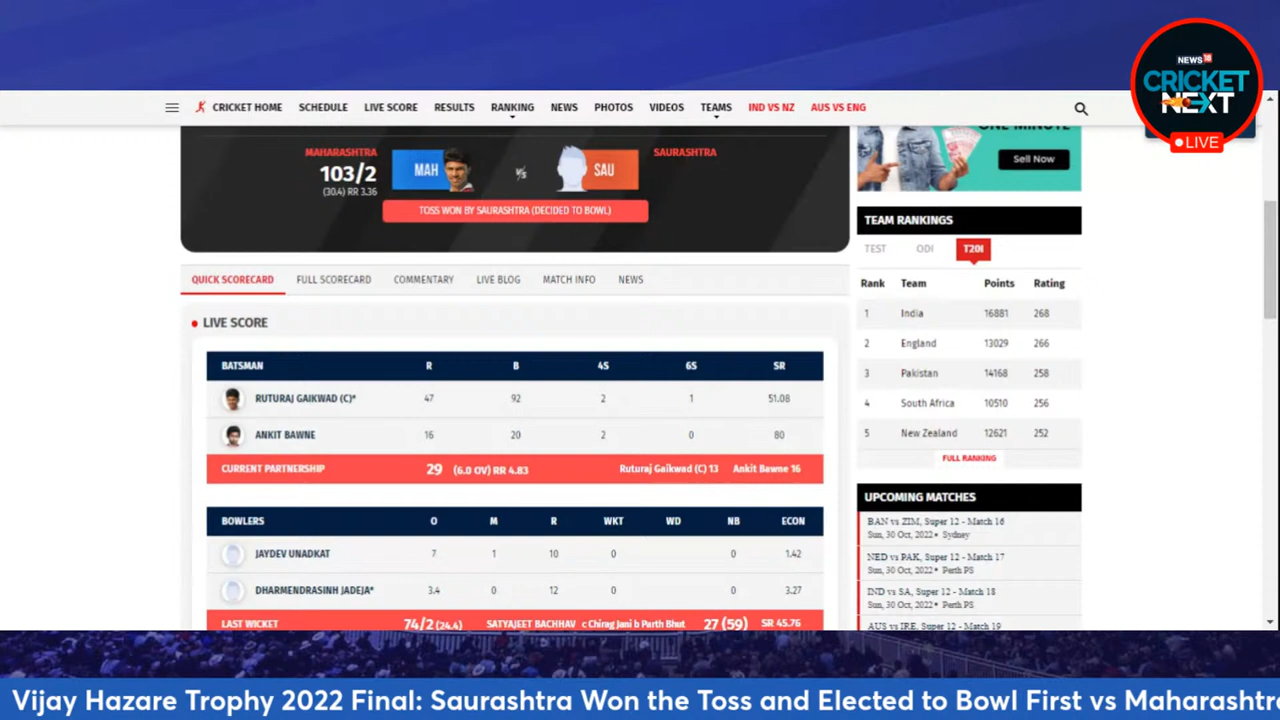 NEWS 18
CRICKET
NEXT
LIVE
CRICKET HOME SCHEDULE LIVE SCORE RESULTS RANKING NEWS PHOTOS VIDEOS TEAMS IND VS NZ AUS VS ENG
MAHARASHTRA
103/2
(30.4) RR 3.36
MAH
VS
SAU
SAURASHTRA
TOSS WON BY SAURASHTRA (DECIDED TO BOWL)
ONE MINUTE
Sell Now
QUICK SCORECARD FULL SCORECARD COMMENTARY LIVE BLOG MATCH INFO NEWS
LIVE SCORE
BATSMAN R B 4S 6S SR
RUTURAJ GAIKWAD (C)* 47 92 2 1 51.08
ANKIT BAWNE 16 20 2 0 80
CURRENT PARTNERSHIP 29 (6.0 OV) RR 4.83 Ruturaj Gaikwad (C) 13 Ankit Bawne 16
BOWLERS O M R WKT WD NB ECON
JAYDEV UNADKAT 7 1 10 0 0 1.42
DHARMENDRASINH JADEJA* 3.4 0 12 0 0 3.27
LAST WICKET 74/2 (24.4) SATYAJEET BACHHAV c Chirag Jani b Parth Bhut 27 (59) SR 45.76
TEAM RANKINGS
TEST ODI T20I
Rank Team Points Rating
1 India 16881 268
2 England 13029 266
3 Pakistan 14168 258
4 South Africa 10510 256
5 New Zealand 12621 252
FULL RANKING
UPCOMING MATCHES
BAN vs ZIM, Super 12 - Match 16
Sun, 30 Oct, 2022• Sydney
NED vs PAK, Super 12 - Match 17
Sun, 30 Oct, 2022• Perth PS
IND vs SA, Super 12 - Match 18
Sun, 30 Oct, 2022• Perth PS
AUS vs IRE, Super 12 - Match 19
Vijay Hazare Trophy 2022 Final: Saurashtra Won the Toss and Elected to Bowl First vs Maharashtr